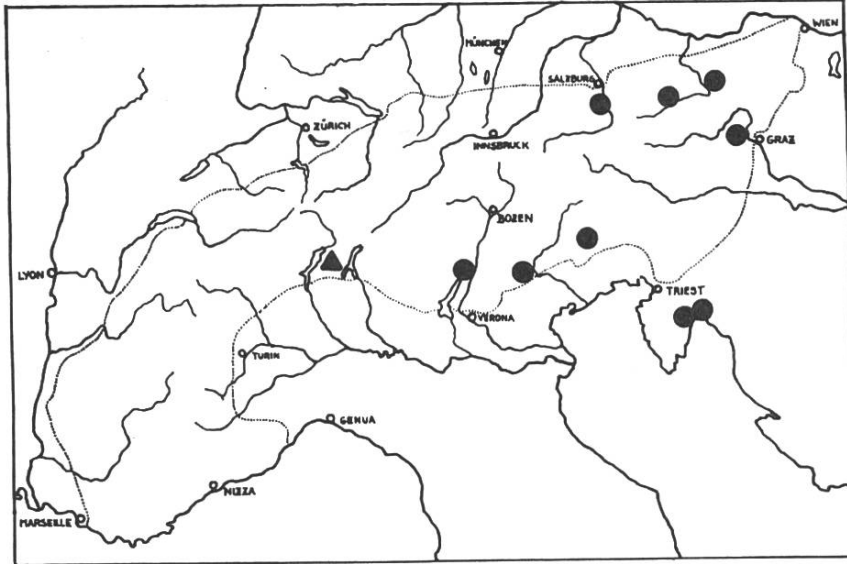 WIEN
MÜNCHEN
SALZBURG
ZÜRICH
INNSBRUCK
GRAZ
BOZEN
LYON
TRIEST
VERONA
TURIN
GENUA
NIZZA
MARSEILLE